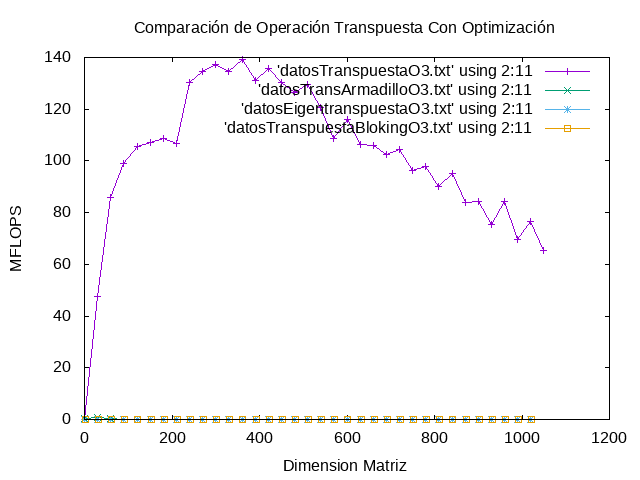 Comparación de Operación Transpuesta Con Optimización
140
120
100
80
60
40
20
0
MFLOPS
'datosTranspuestaO3.txt' using 2:11
'datosTransArmadilloO3.txt' using 2:11
'datosEigentranspuestaO3.txt' using 2:11
'datosTranspuestaBlokingO3.txt' using 2:11
0 200 400 600 800 1000 1200
Dimension Matriz